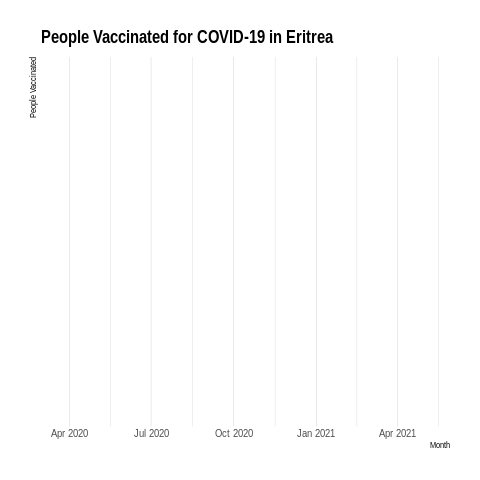 People Vaccinated for COVID-19 in Eritrea
People Vaccinated
Apr 2020 Jul 2020 Oct 2020 Jan 2021 Apr 2021
Month